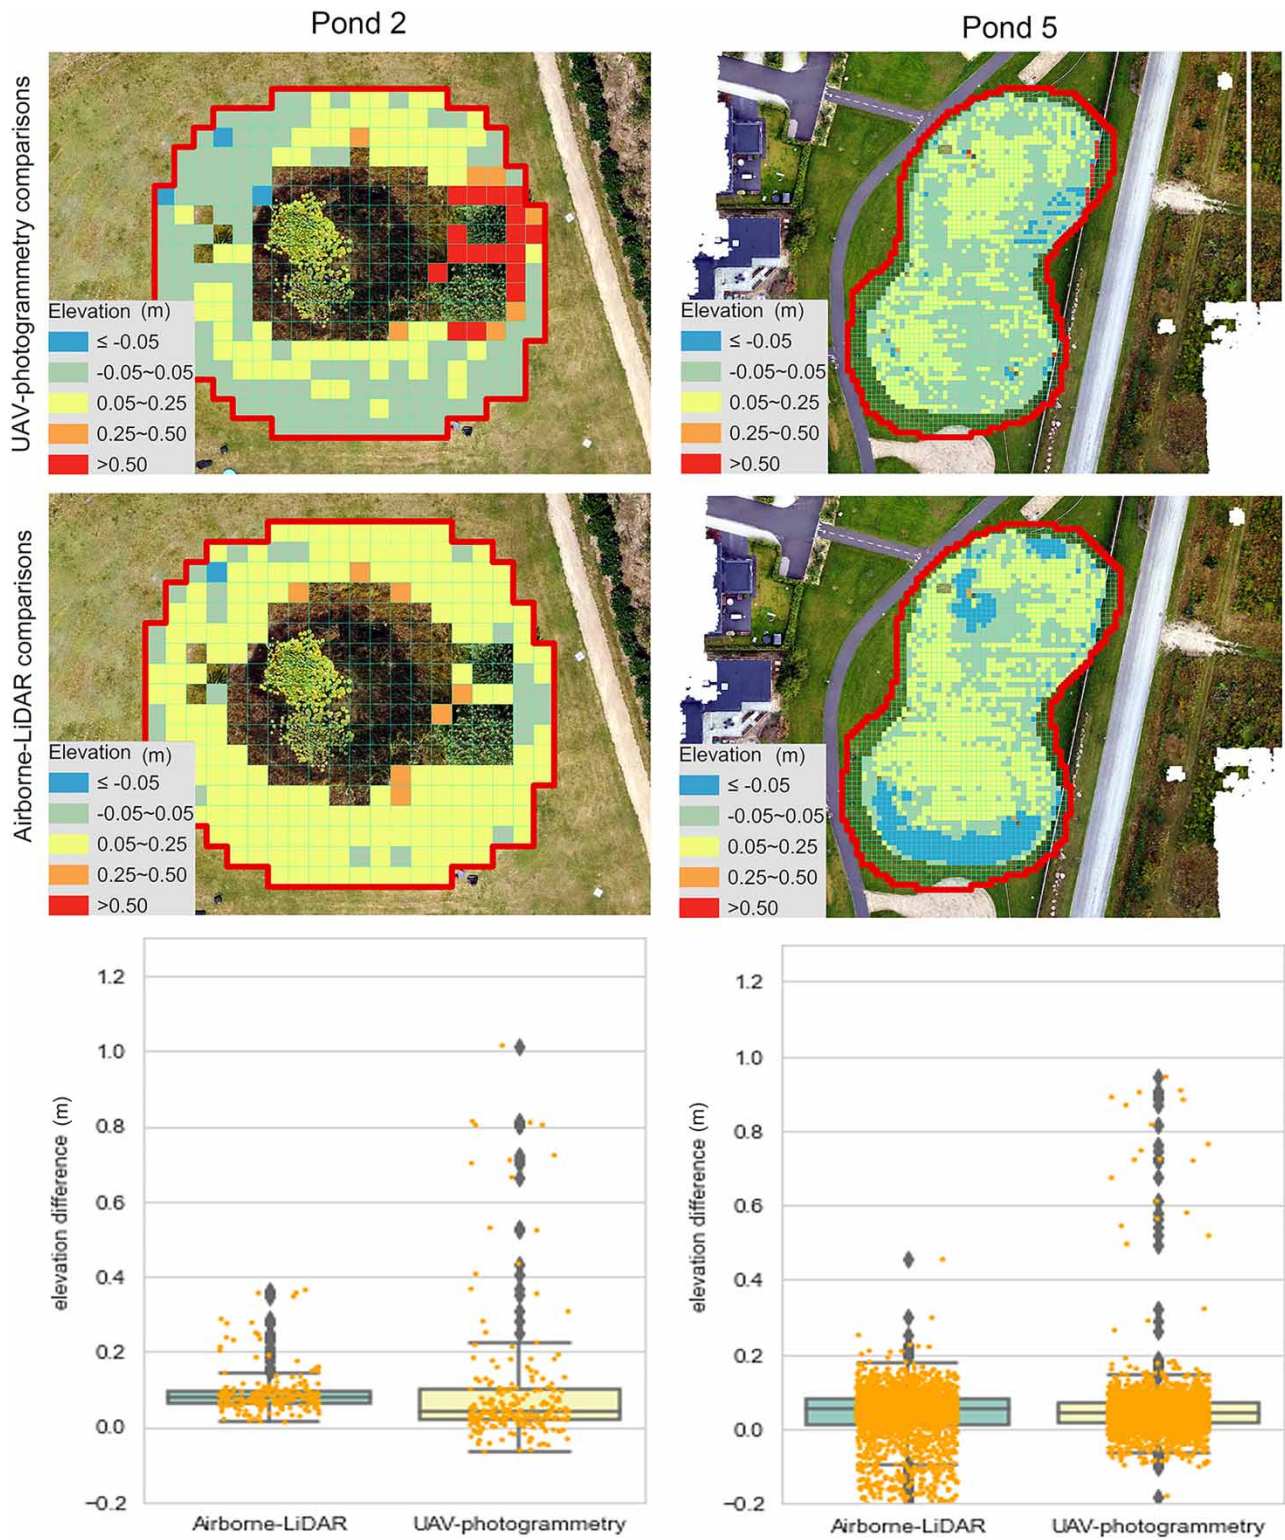 Pond 2
Pond 5
UAV-photogrammetry comparisons
Elevation (m)
≤ -0.05
-0.05~0.05
0.05~0.25
0.25~0.50
>0.50
Elevation (m)
≤ -0.05
-0.05~0.05
0.05~0.25
0.25~0.50
>0.50
Airborne-LiDAR comparisons
Elevation (m)
≤ -0.05
-0.05~0.05
0.05~0.25
0.25~0.50
>0.50
Elevation (m)
≤ -0.05
-0.05~0.05
0.05~0.25
0.25~0.50
>0.50
elevation difference (m)
1.2
1.0
0.8
0.6
0.4
0.2
0.0
−0.2
Airborne-LiDAR
UAV-photogrammetry
elevation difference (m)
1.2
1.0
0.8
0.6
0.4
0.2
0.0
−0.2
Airborne-LiDAR
UAV-photogrammetry